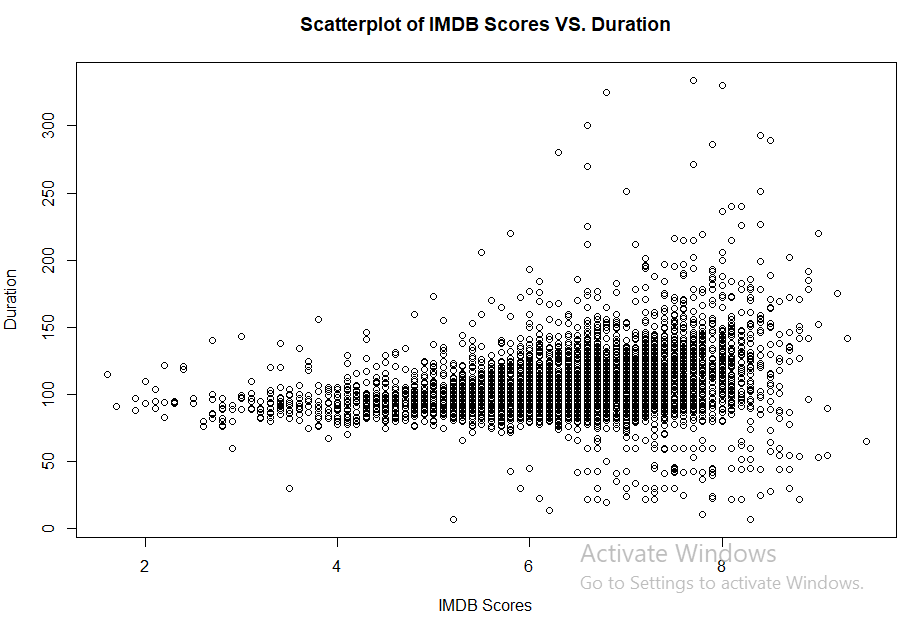 Scatterplot of IMDB Scores VS. Duration
300
250
200
150
100
50
0
Duration
2 4 6 8
IMDB Scores
Activate Windows
Go to Settings to activate Windows.